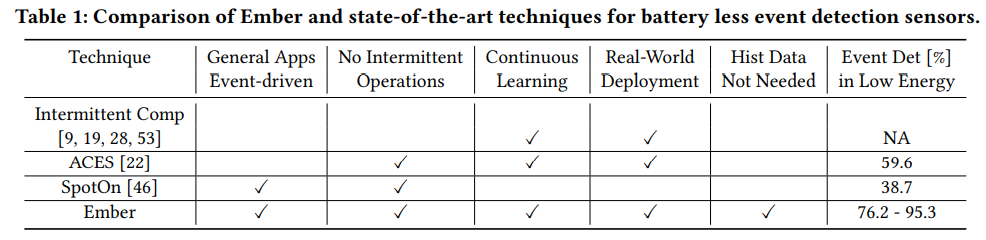 Table 1: Comparison of Ember and state-of-the-art techniques for battery less event detection sensors.
Technique General Apps No Intermittent Continuous Real-World Hist Data Event Det [%]
Event-driven Operations Learning Deployment Not Needed in Low Energy
Intermittent Comp
[9, 19, 28, 53] ✓ ✓ NA
ACES [22] ✓ ✓ ✓ 59.6
SpotOn [46] ✓ ✓ 38.7
Ember ✓ ✓ ✓ ✓ ✓ 76.2 - 95.3